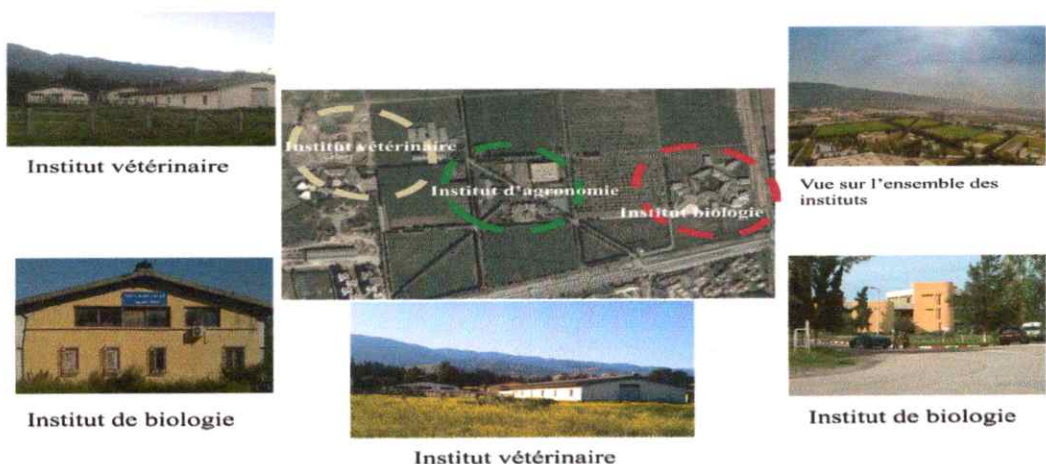 Institut vétérinaire
Institut vétérinaire
Institut d'agronomie
Institut biologie
Vue sur l'ensemble des
instituts
Institut de biologie
Institut vétérinaire
Institut de biologie